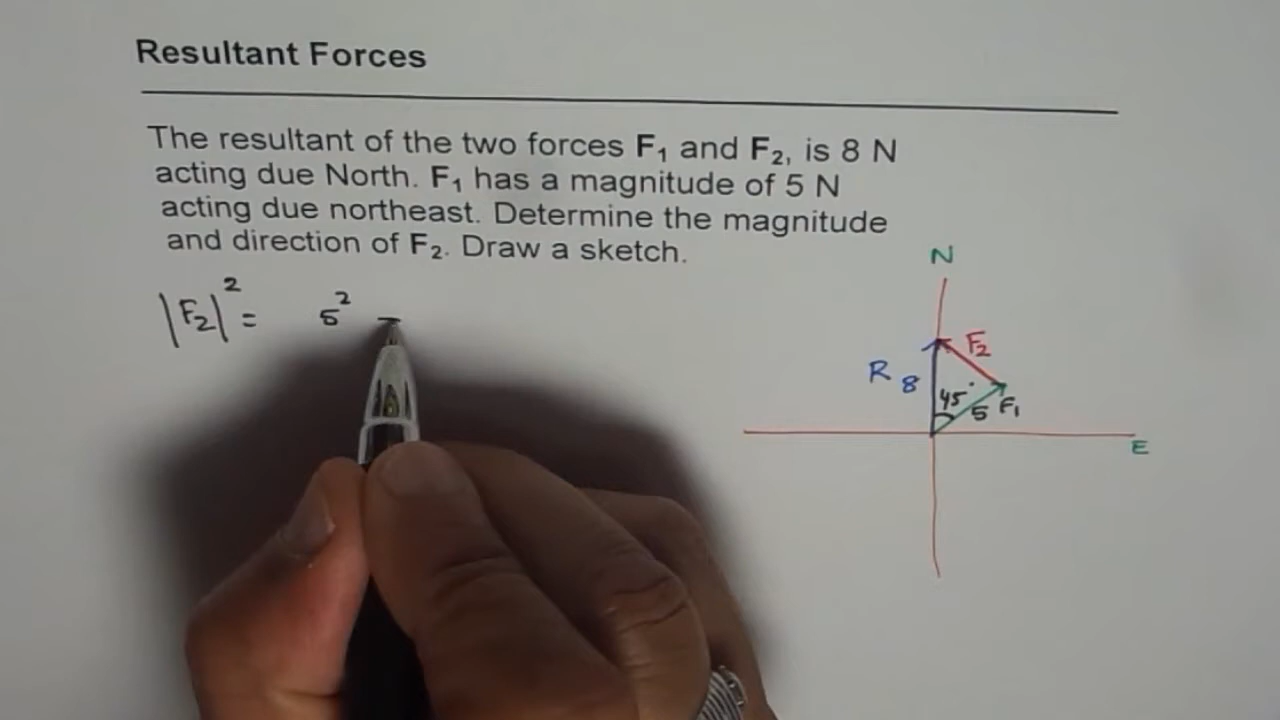 Resultant Forces
The resultant of the two forces F₁ and F₂, is 8 N
acting due North. F₁ has a magnitude of 5 N
acting due northeast. Determine the magnitude
and direction of F₂. Draw a sketch.
|F₂|² = 5² -
N
F₂
R 8 45° 5 F₁
E